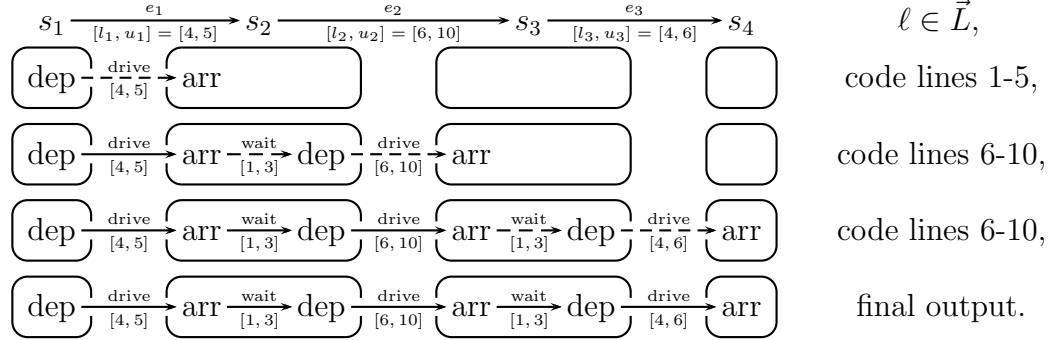 s₁ e₁ [l₁, u₁] = [4, 5] s₂ e₂ [l₂, u₂] = [6, 10] s₃ e₃ [l₃, u₃] = [4, 6] s₄ ℓ ∈ L⃗,
dep drive [4, 5] arr code lines 1-5,
dep drive [4, 5] arr wait [1, 3] dep drive [6, 10] arr code lines 6-10,
dep drive [4, 5] arr wait [1, 3] dep drive [6, 10] arr wait [1, 3] dep drive [4, 6] arr code lines 6-10,
dep drive [4, 5] arr wait [1, 3] dep drive [6, 10] arr wait [1, 3] dep drive [4, 6] arr final output.